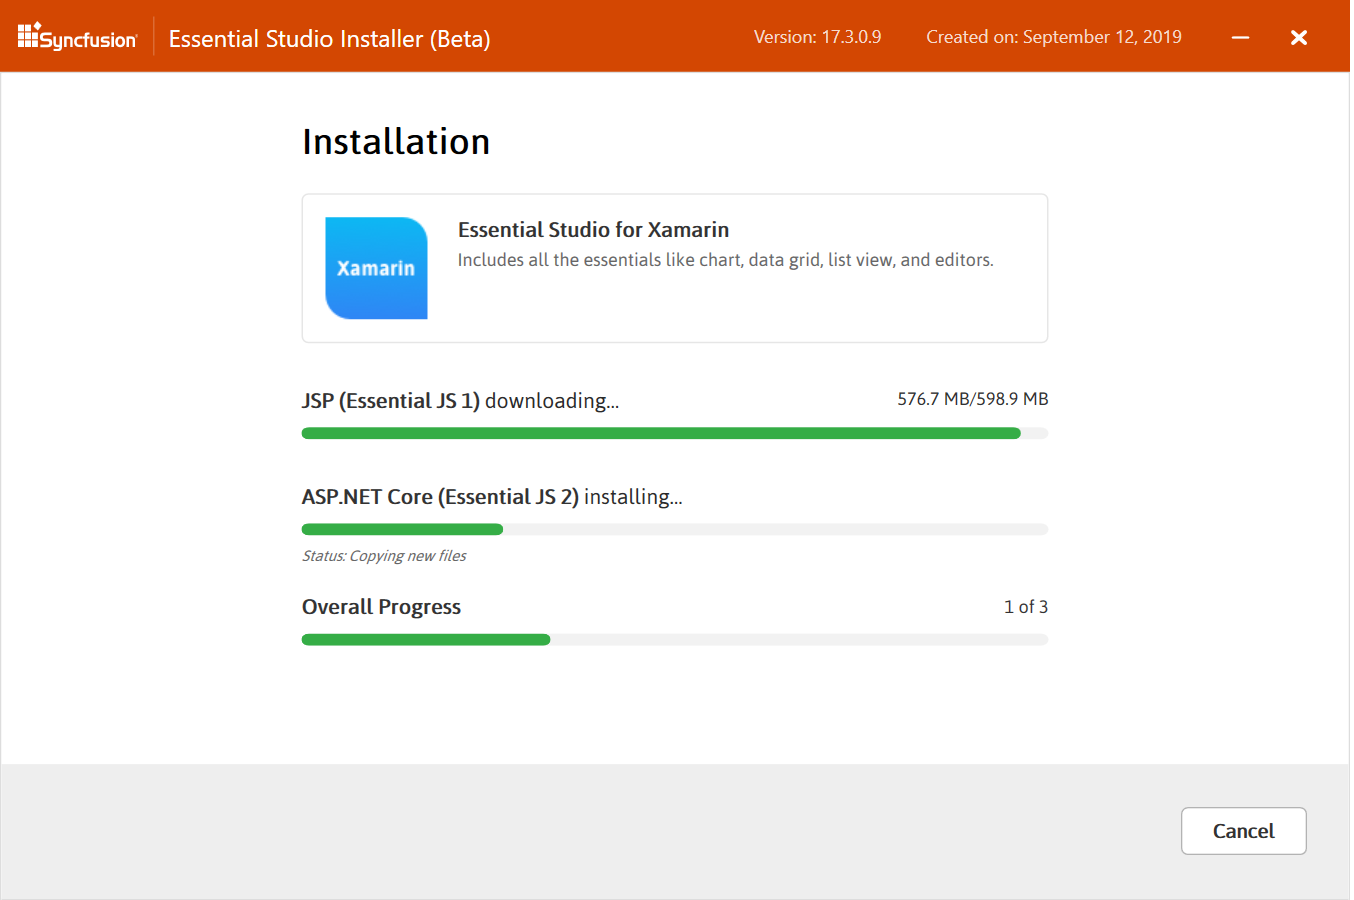 Syncfusion Essential Studio Installer (Beta) Version: 17.3.0.9 Created on: September 12, 2019
Installation
Xamarin
Essential Studio for Xamarin
Includes all the essentials like chart, data grid, list view, and editors.
JSP (Essential JS 1) downloading... 576.7 MB/598.9 MB
ASP.NET Core (Essential JS 2) installing...
Status: Copying new files
Overall Progress 1 of 3
Cancel